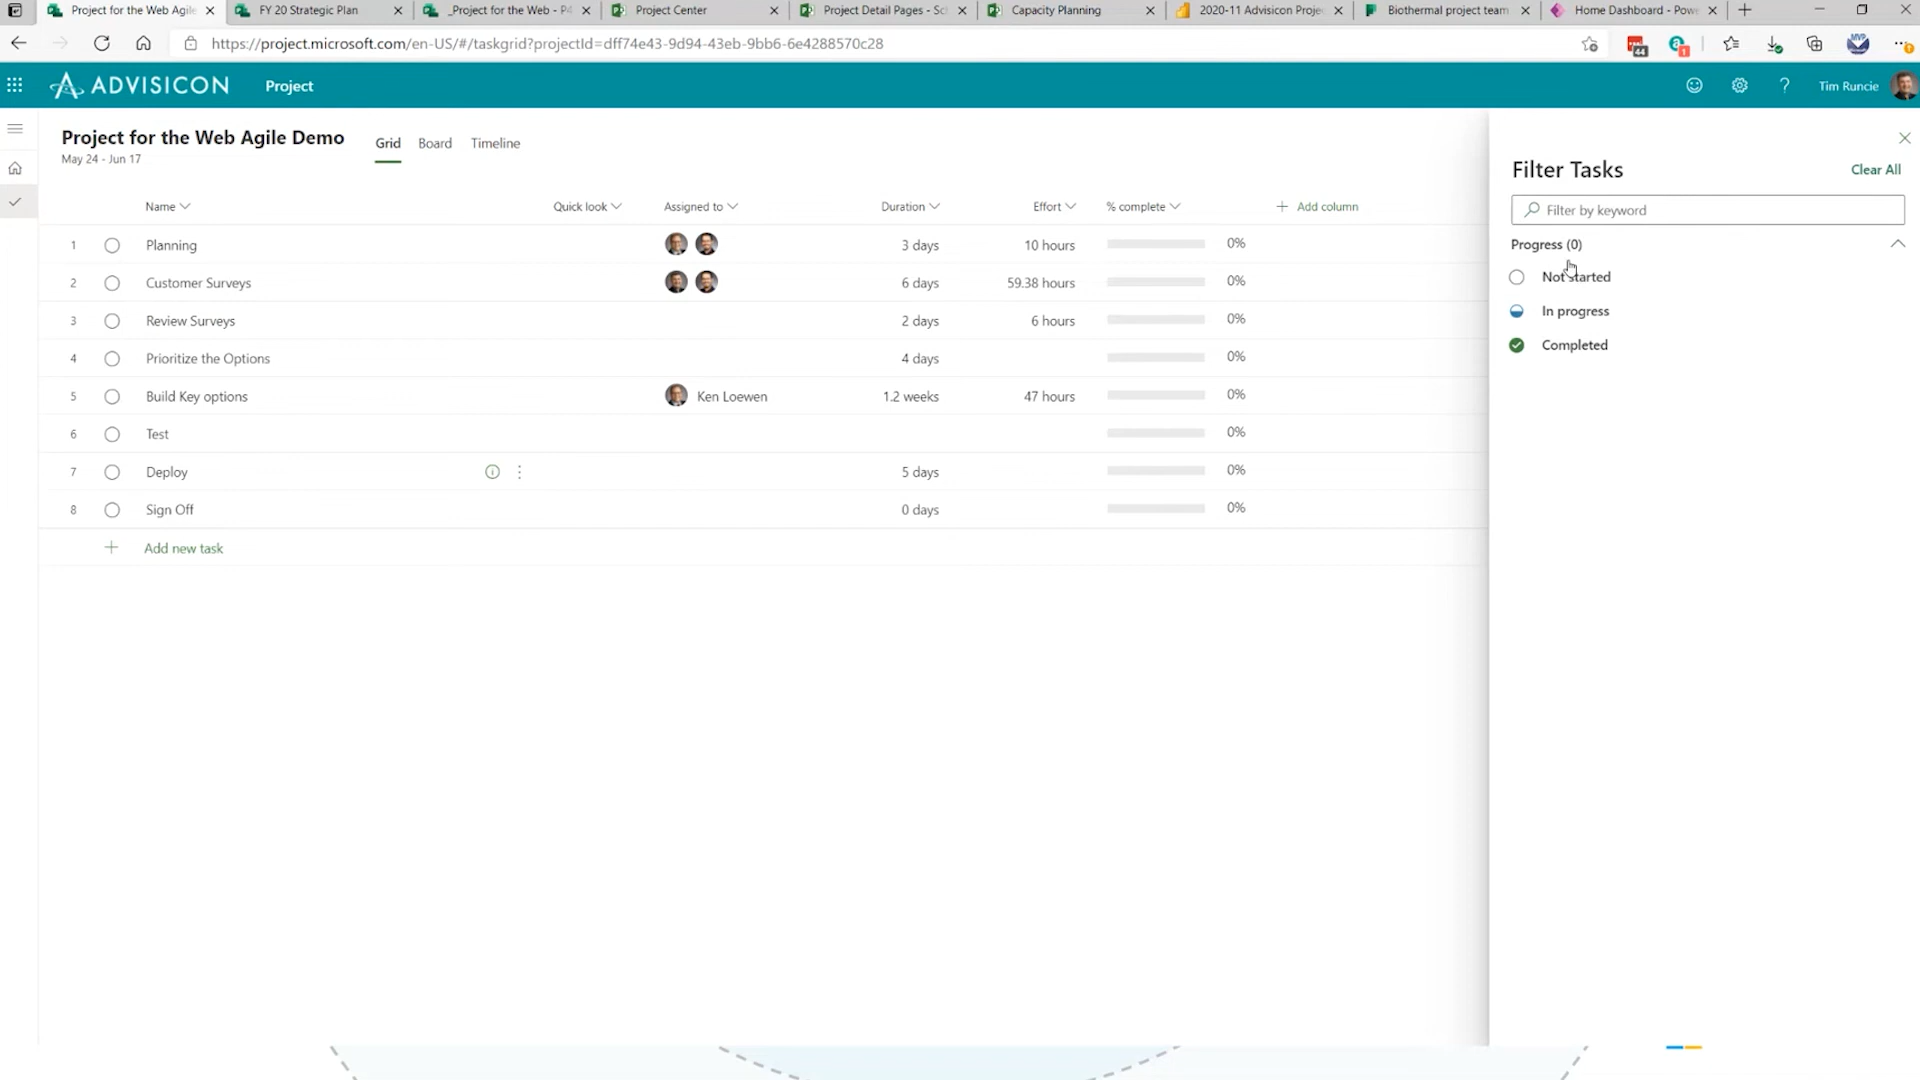 Project for the Web Agile
FY 20 Strategic Plan
_Project for the Web - P4
Project Center
Project Detail Pages - Sc
Capacity Planning
2020-11 Advisicon Proje
Biothermal project team
Home Dashboard - Pow
https://project.microsoft.com/en-US/#/taskgrid?projectId=dff74e43-9d94-43eb-9bb6-6e4288570c28
44
1
MVP
ADVISICON
Project
?
Tim Runcie
Project for the Web Agile Demo
May 24 - Jun 17
Grid
Board
Timeline
Name
Quick look
Assigned to
Duration
Effort
% complete
Add column
1 Planning 3 days 10 hours 0%
2 Customer Surveys 6 days 59.38 hours 0%
3 Review Surveys 2 days 6 hours 0%
4 Prioritize the Options 4 days 0%
5 Build Key options Ken Loewen 1.2 weeks 47 hours 0%
6 Test 0%
7 Deploy 5 days 0%
8 Sign Off 0 days 0%
Add new task
Filter Tasks
Clear All
Filter by keyword
Progress (0)
Not started
In progress
Completed